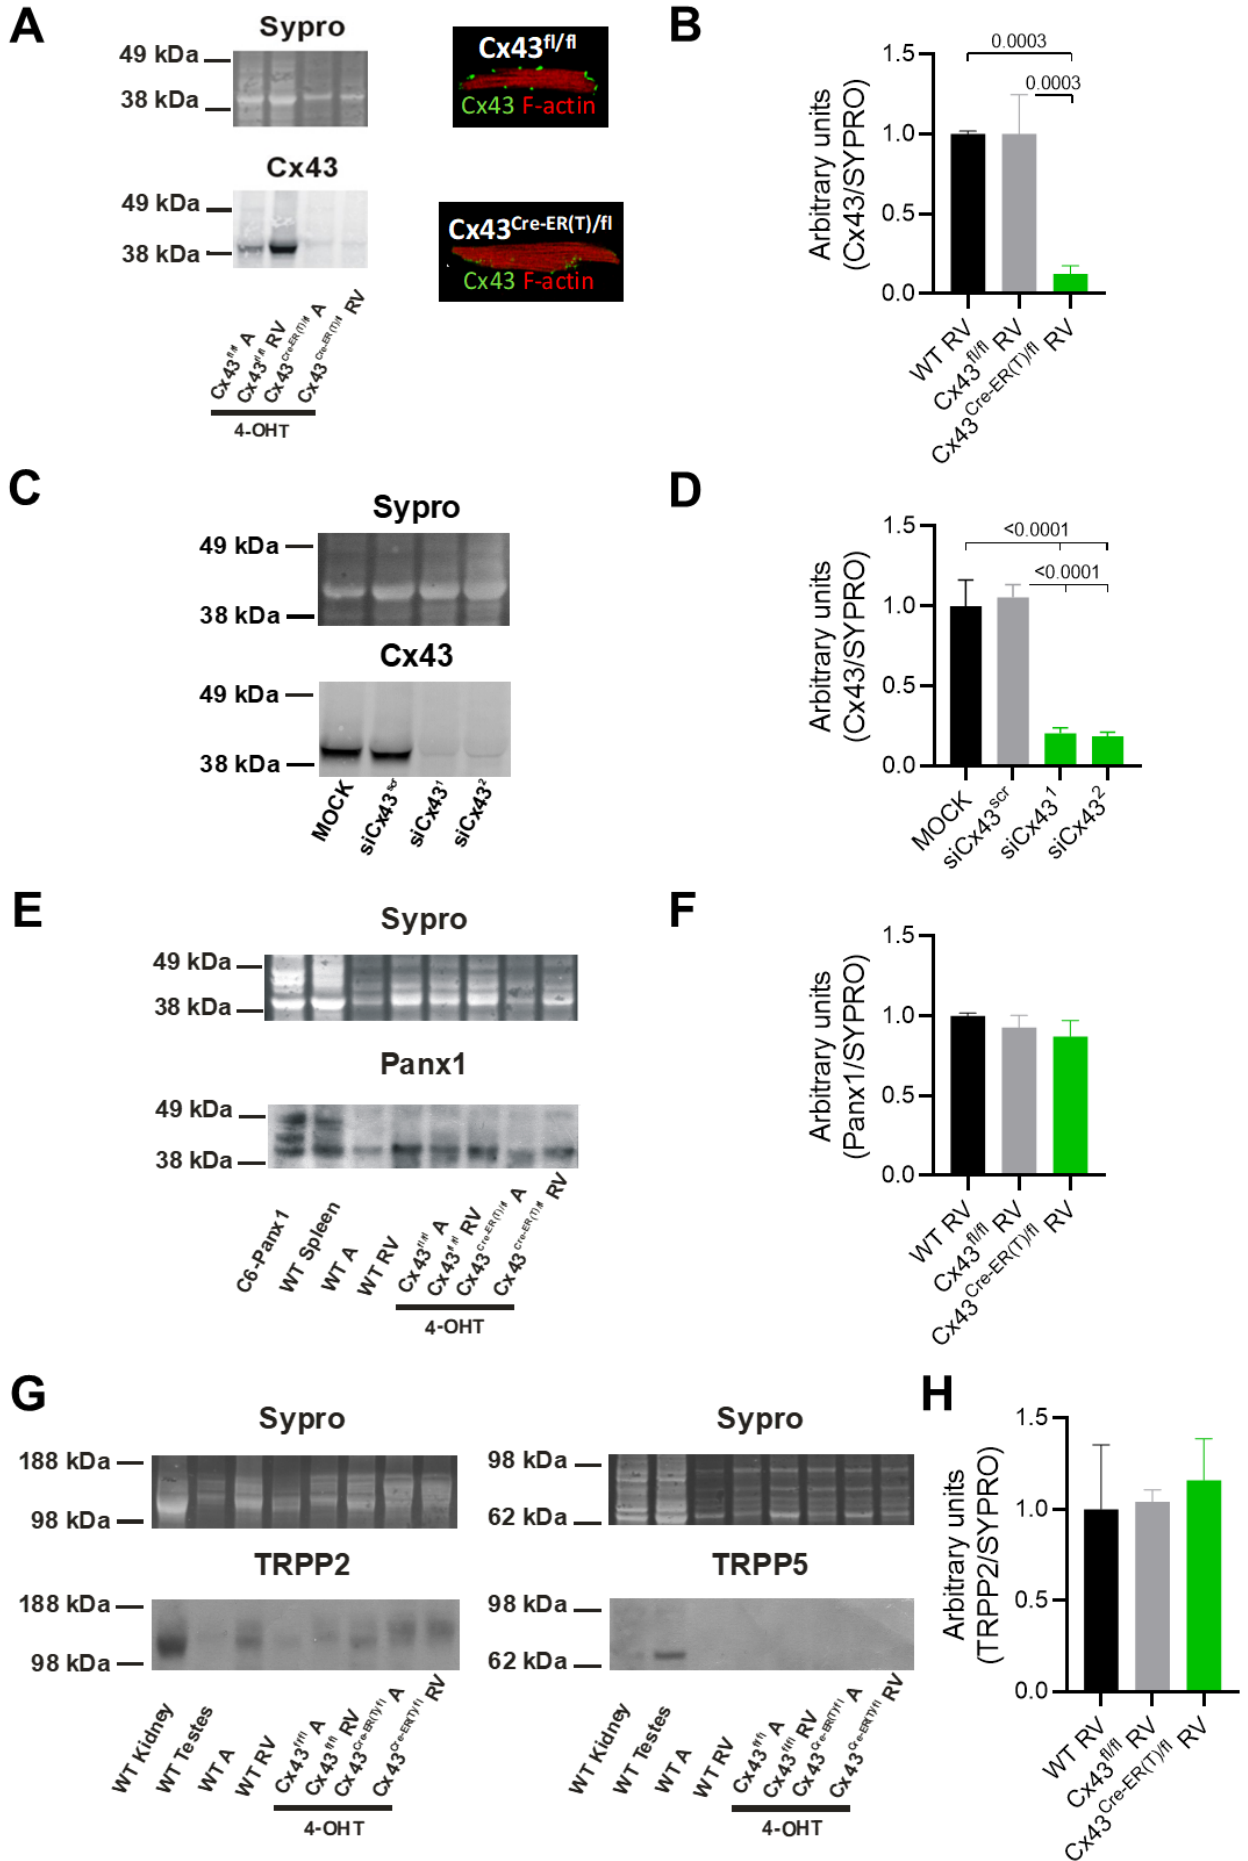 A
Sypro
49 kDa
38 kDa
Cx43
49 kDa
38 kDa
Cx43fl/fl A
Cx43fl/fl RV
Cx43Cre-ER(T)/fl A
Cx43Cre-ER(T)/fl RV
4-OHT
Cx43fl/fl
Cx43 F-actin
Cx43Cre-ER(T)/fl
Cx43 F-actin
B
Arbitrary units
(Cx43/SYPRO)
1.5
1.0
0.5
0.0
0.0003
0.0003
WT RV
Cx43fl/fl RV
Cx43Cre-ER(T)/fl RV
C
Sypro
49 kDa
38 kDa
Cx43
49 kDa
38 kDa
MOCK
siCx43scr
siCx431
siCx432
D
Arbitrary units
(Cx43/SYPRO)
1.5
1.0
0.5
0.0
<0.0001
<0.0001
MOCK
siCx43scr
siCx431
siCx432
E
Sypro
49 kDa
38 kDa
Panx1
49 kDa
38 kDa
C6-Panx1
WT Spleen
WT A
WT RV
Cx43fl/fl A
Cx43fl/fl RV
Cx43Cre-ER(T)/fl A
Cx43Cre-ER(T)/fl RV
4-OHT
F
Arbitrary units
(Panx1/SYPRO)
1.5
1.0
0.5
0.0
WT RV
Cx43fl/fl RV
Cx43Cre-ER(T)/fl RV
G
Sypro
188 kDa
98 kDa
TRPP2
188 kDa
98 kDa
WT Kidney
WT Testes
WT A
WT RV
Cx43fl/fl A
Cx43fl/fl RV
Cx43Cre-ER(T)/fl A
Cx43Cre-ER(T)/fl RV
4-OHT
Sypro
98 kDa
62 kDa
TRPP5
98 kDa
62 kDa
WT Kidney
WT Testes
WT A
WT RV
Cx43fl/fl A
Cx43fl/fl RV
Cx43Cre-ER(T)/fl A
Cx43Cre-ER(T)/fl RV
4-OHT
H
Arbitrary units
(TRPP2/SYPRO)
1.5
1.0
0.5
0.0
WT RV
Cx43fl/fl RV
Cx43Cre-ER(T)/fl RV